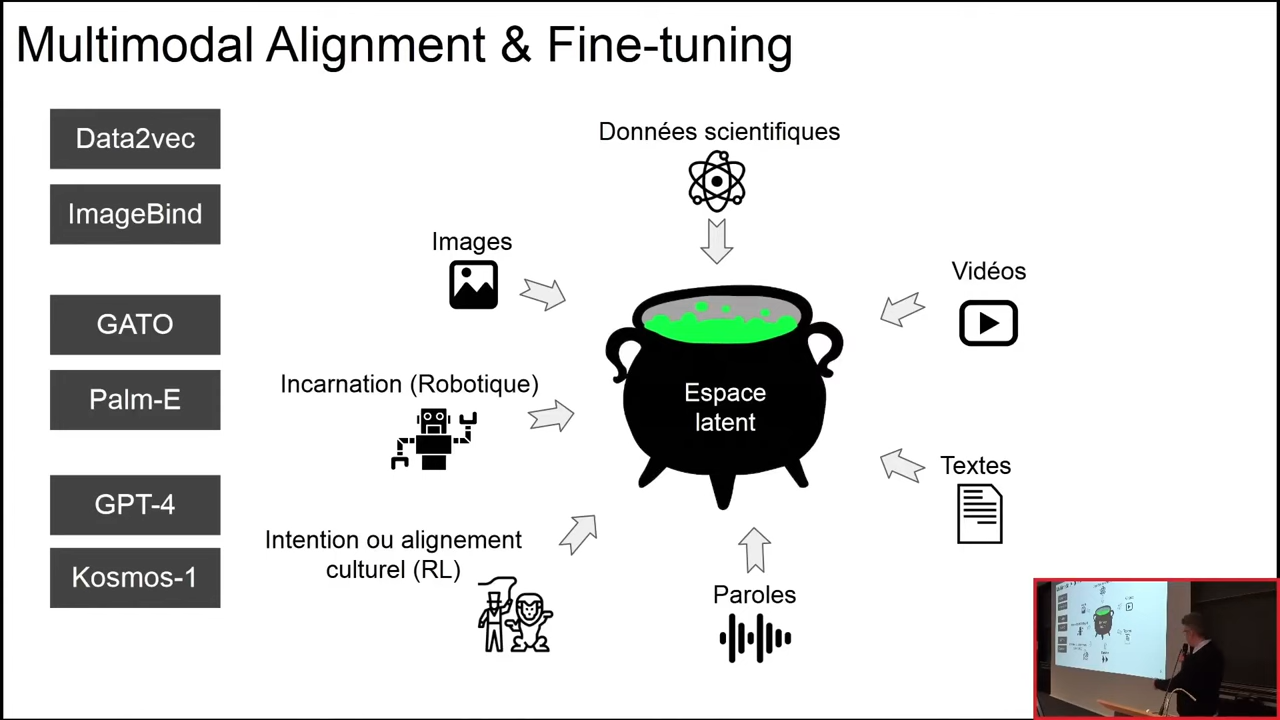 Multimodal Alignment & Fine-tuning
Data2vec
ImageBind
GATO
Palm-E
GPT-4
Kosmos-1
Données scientifiques
Images
Vidéos
Incarnation (Robotique)
Espace
latent
Textes
Intention ou alignement
culturel (RL)
Paroles